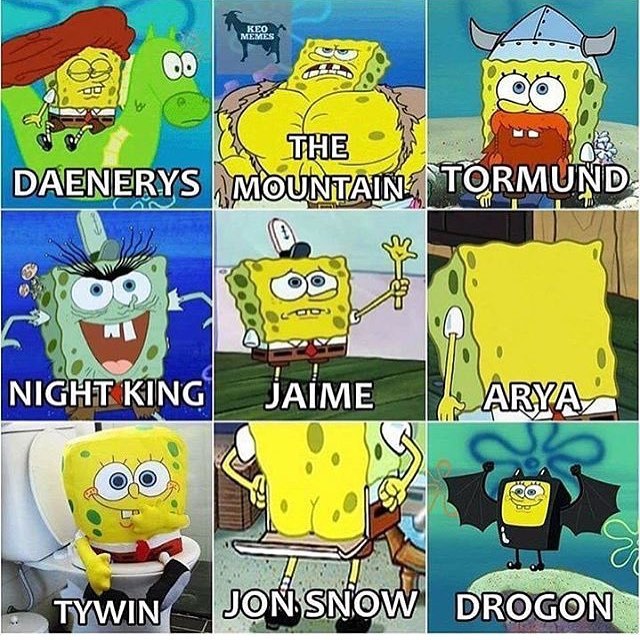 KEO
MEMES
DAENERYS
THE
MOUNTAIN
TORMUND
NIGHT KING
JAIME
ARYA
TYWIN
JON SNOW
DROGON